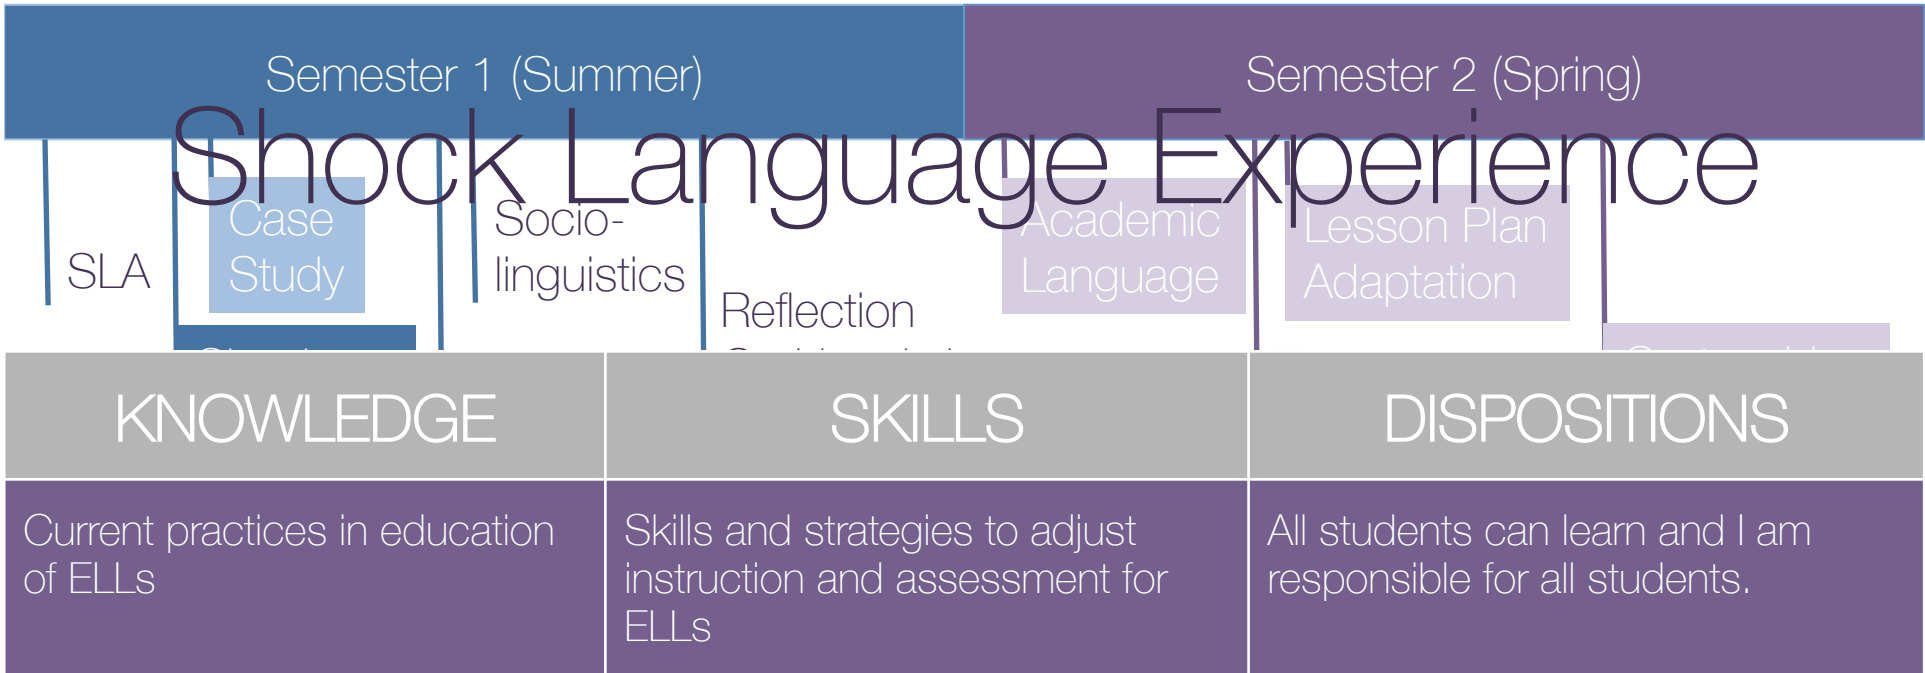 Semester 1 (Summer)
Semester 2 (Spring)
Shock Language Experience
SLA
Case
Study
Socio-
linguistics
Reflection
Academic
Language
Lesson Plan
Adaptation
KNOWLEDGE
SKILLS
DISPOSITIONS
Current practices in education
of ELLs
Skills and strategies to adjust
instruction and assessment for
ELLs
All students can learn and I am
responsible for all students.